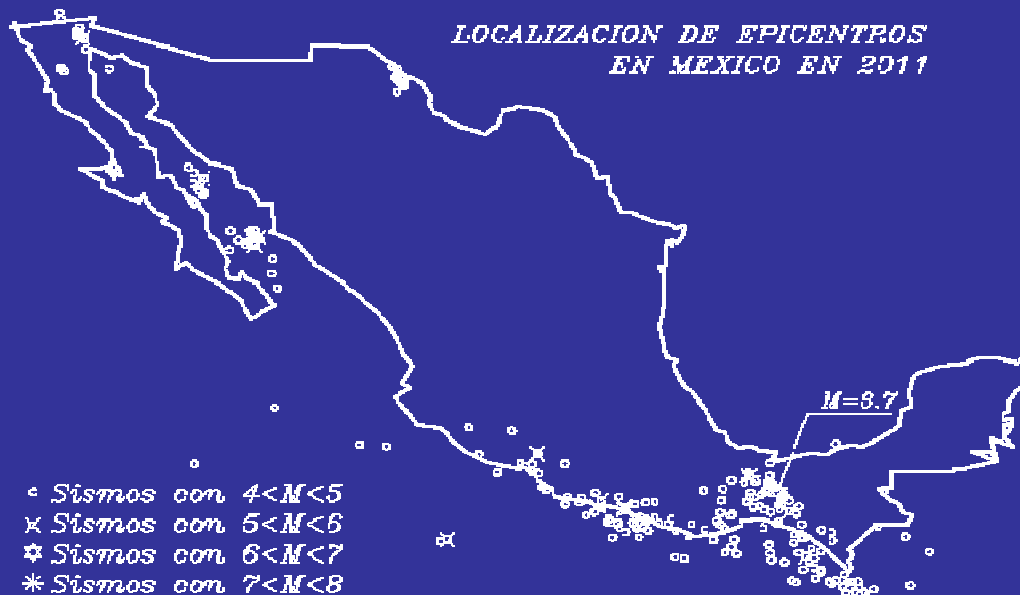 LOCALIZACION DE EPICENTROS
EN MEXICO EN 2011
M=6.7
Sismos con 4<M<5
Sismos con 5<M<6
Sismos con 6<M<7
Sismos con 7<M<8